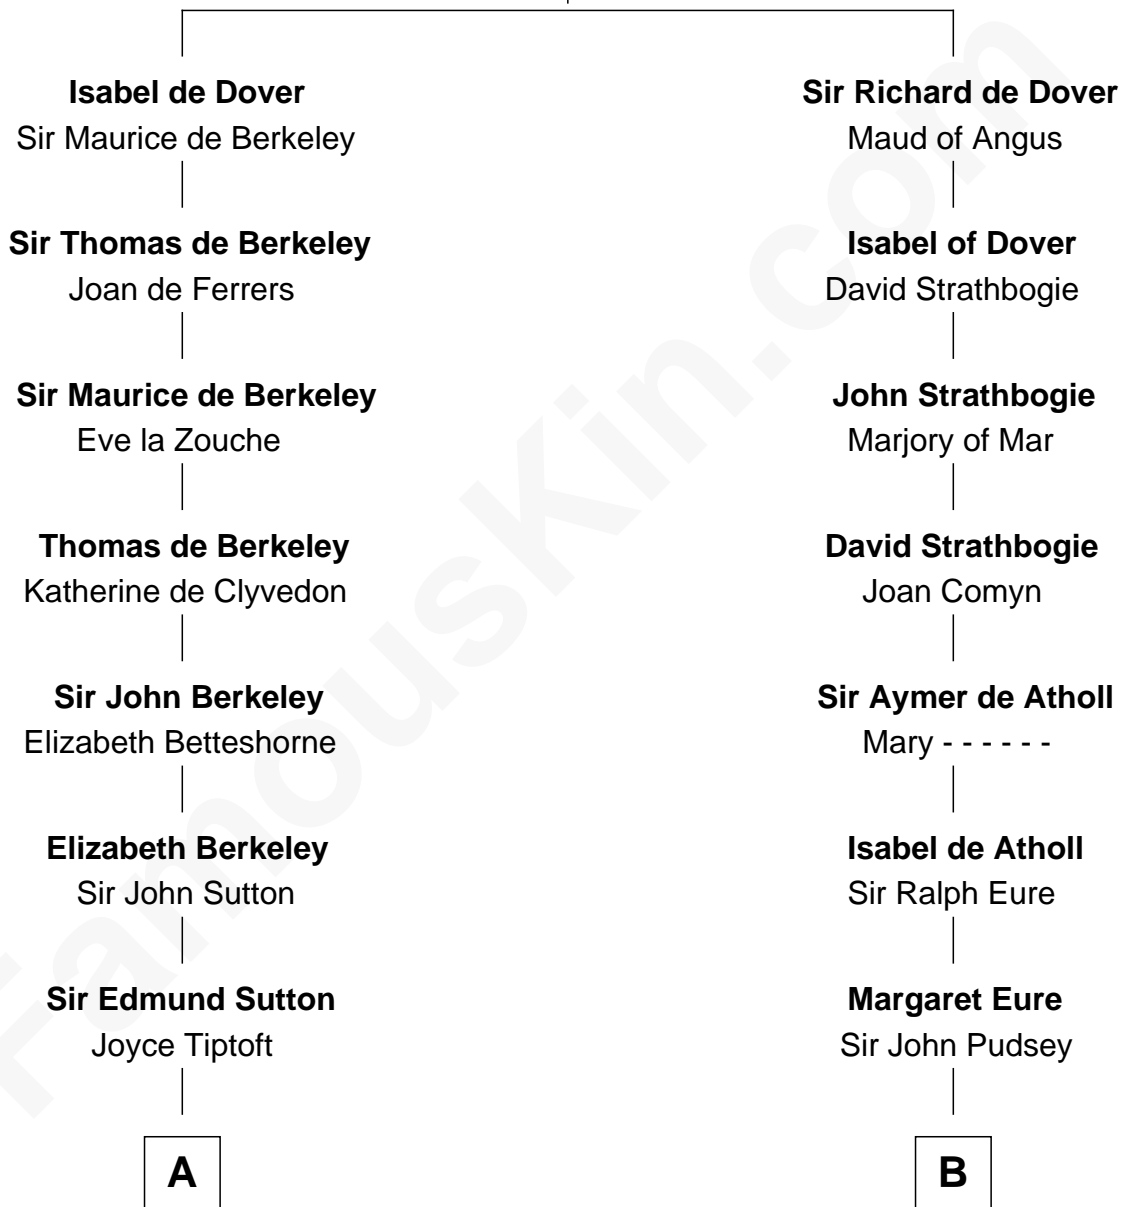 Isabel de Dover
Sir Maurice de Berkeley
Sir Thomas de Berkeley
Joan de Ferrers
Sir Maurice de Berkeley
Eve la Zouche
Thomas de Berkeley
Katherine de Clyvedon
Sir John Berkeley
Elizabeth Betteshorne
Elizabeth Berkeley
Sir John Sutton
Sir Edmund Sutton
Joyce Tiptoft
A
Sir Richard de Dover
Maud of Angus
Isabel of Dover
David Strathbogie
John Strathbogie
Marjory of Mar
David Strathbogie
Joan Comyn
Sir Aymer de Atholl
Mary - - - - - -
Isabel de Atholl
Sir Ralph Eure
Margaret Eure
Sir John Pudsey
B
FamousKin.com